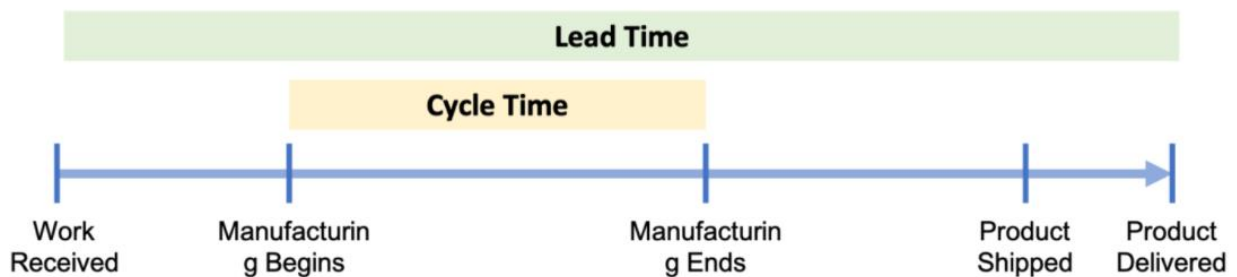 Lead Time
Cycle Time
Work
Received
Manufacturin
g Begins
Manufacturin
g Ends
Product
Shipped
Product
Delivered